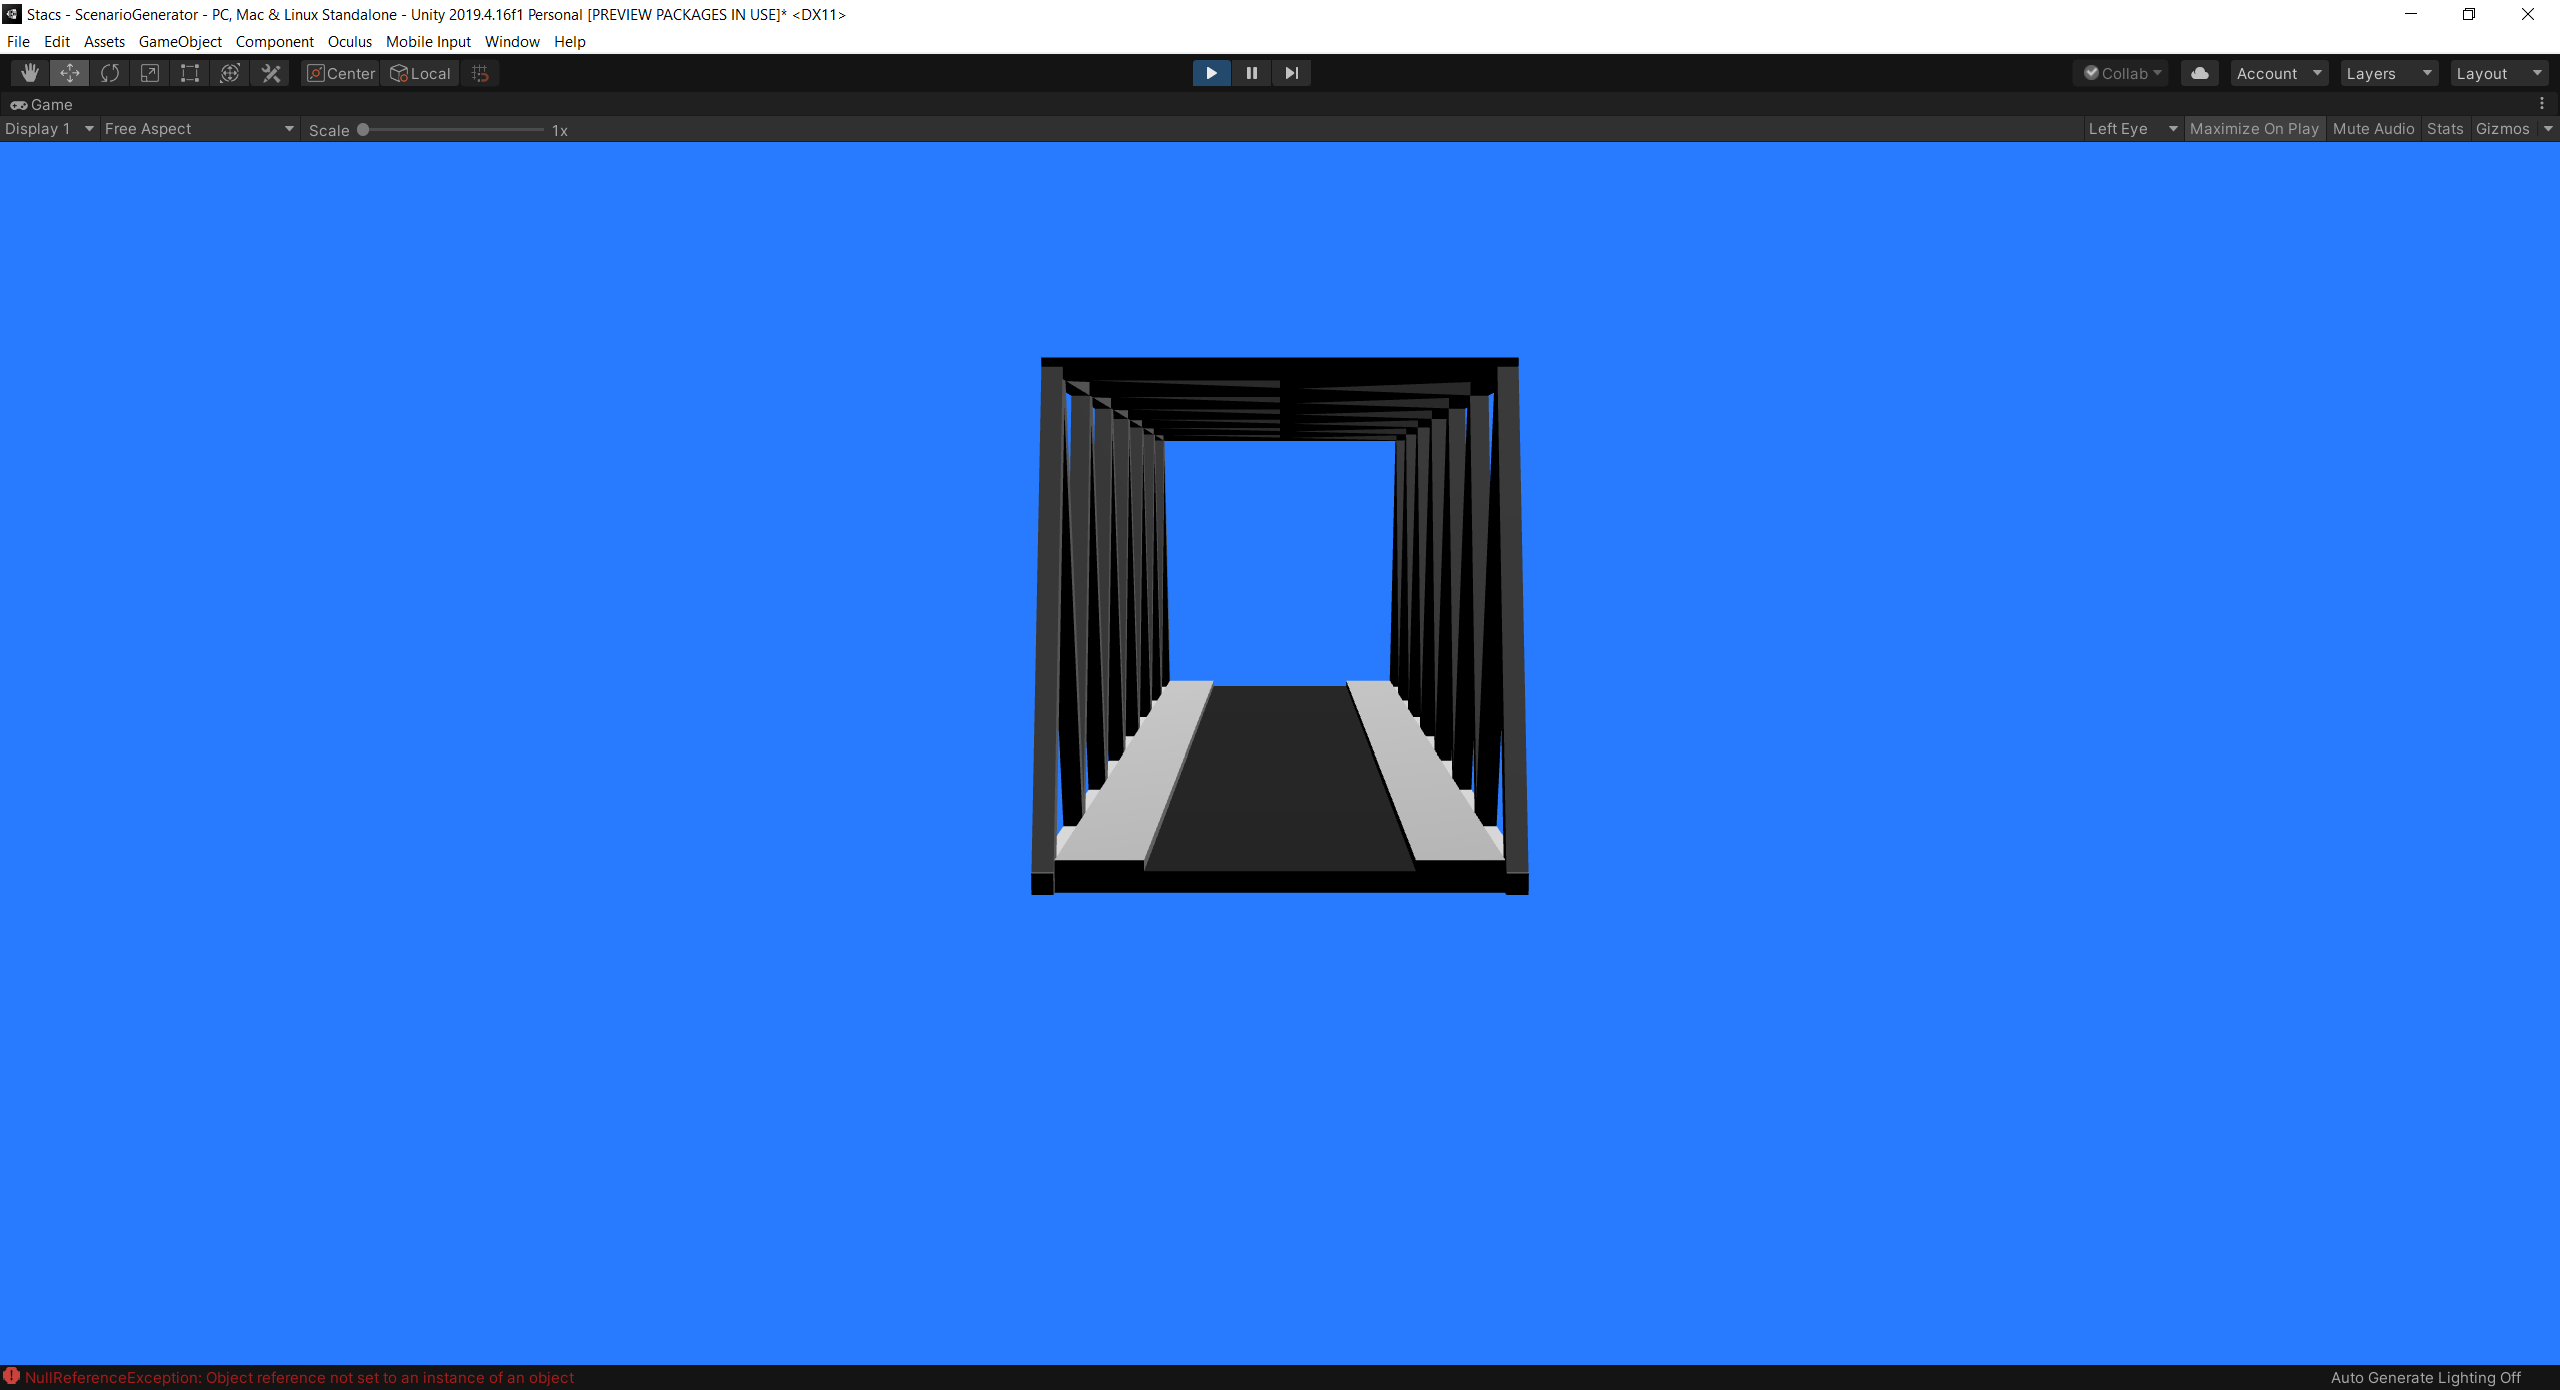 Stacs - ScenarioGenerator - PC, Mac & Linux Standalone - Unity 2019.4.16f1 Personal [PREVIEW PACKAGES IN USE]* <DX11>
File Edit Assets GameObject Component Oculus Mobile Input Window Help
Center Local Collab Account Layers Layout
Game
Display 1 Free Aspect Scale 1x Left Eye Maximize On Play Mute Audio Stats Gizmos
NullReferenceException: Object reference not set to an instance of an object Auto Generate Lighting Off